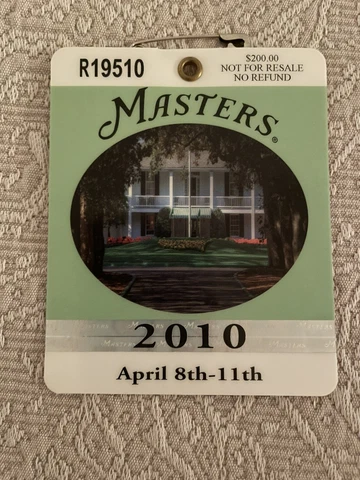 R19510
$200.00
NOT FOR RESALE
NO REFUND
MASTERS®
2010
April 8th-11th